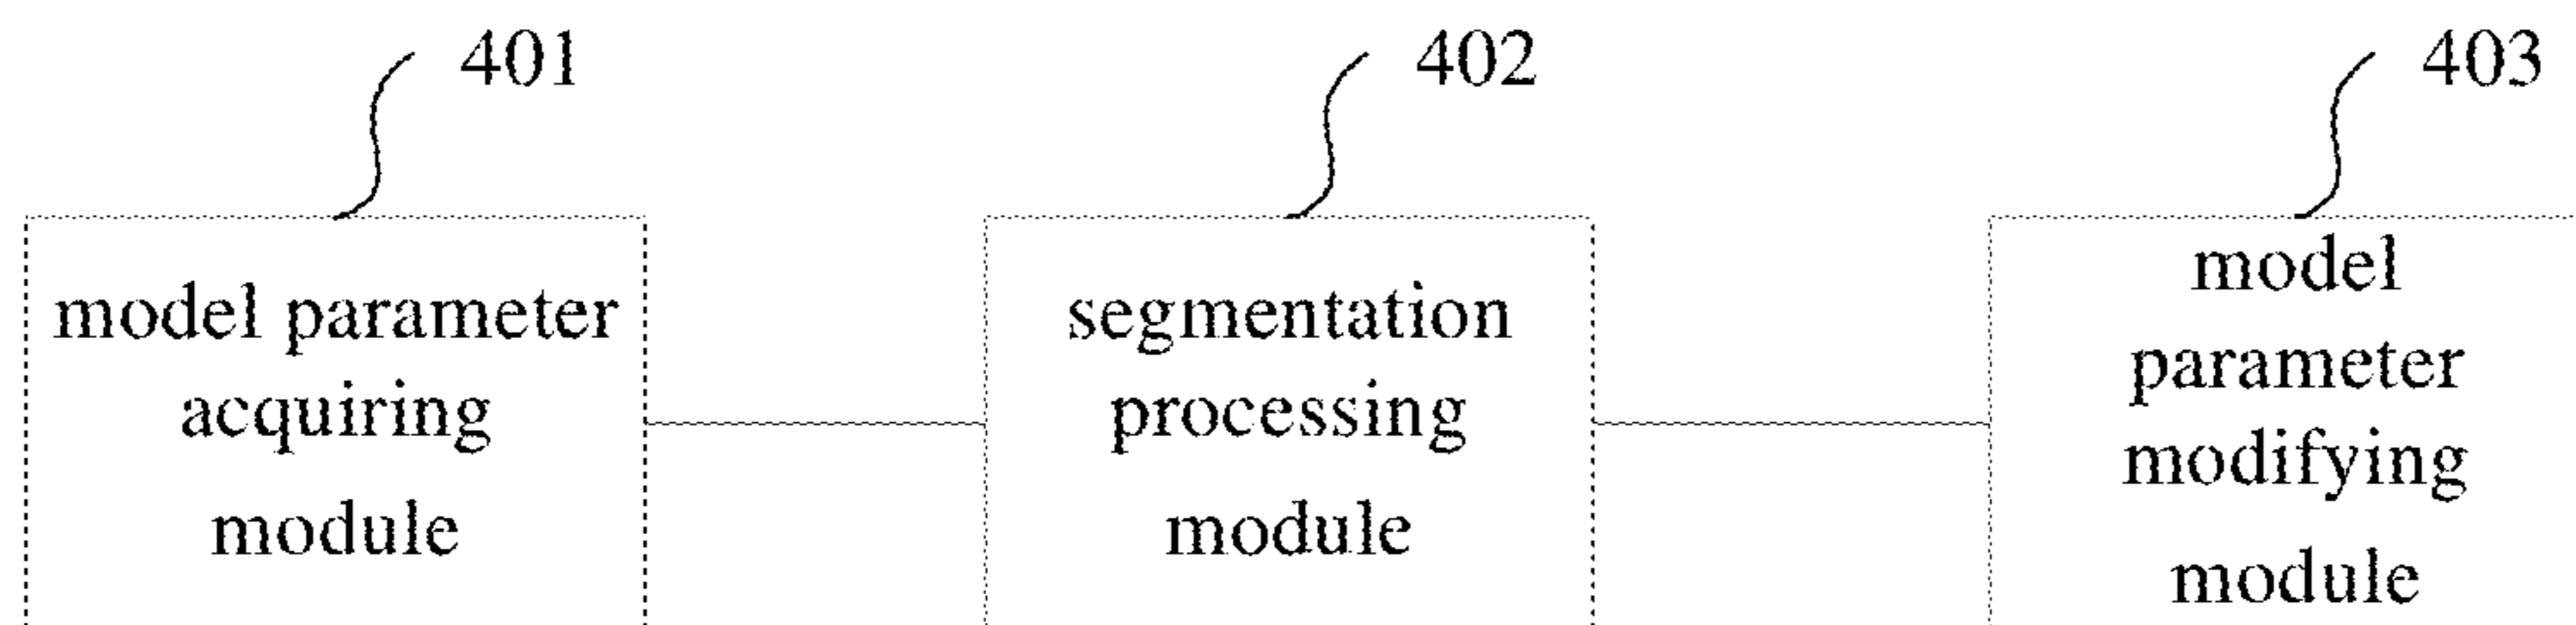 401
402
403
model parameter
acquiring
module
segmentation
processing
module
model
parameter
modifying
module